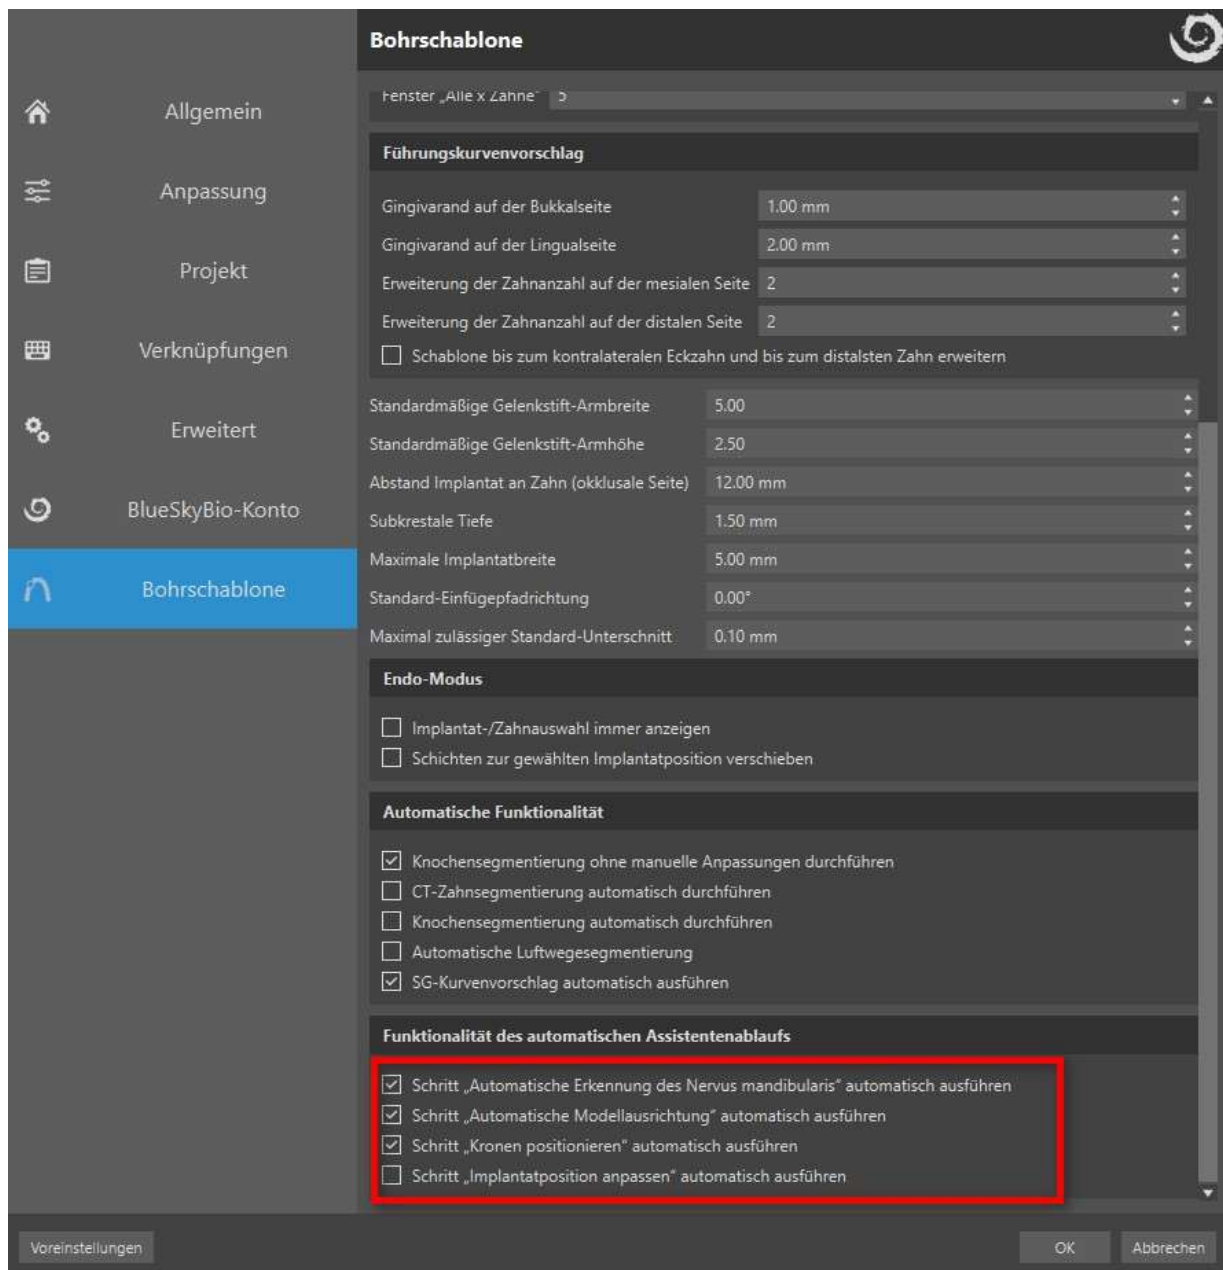 Bohrschablone
Allgemein
Anpassung
Projekt
Verknüpfungen
Erweitert
BlueSkyBio-Konto
Bohrschablone
Fenster „Alle x Zähne“ 5
Führungskurvenvorschlag
Gingivarand auf der Bukkalseite 1.00 mm
Gingivarand auf der Lingualseite 2.00 mm
Erweiterung der Zahnanzahl auf der mesialen Seite 2
Erweiterung der Zahnanzahl auf der distalen Seite 2
Schablone bis zum kontralateralen Eckzahn und bis zum distalsten Zahn erweitern
Standardmäßige Gelenkstift-Armbreite 5.00
Standardmäßige Gelenkstift-Armhöhe 2.50
Abstand Implantat an Zahn (okklusale Seite) 12.00 mm
Subkrestale Tiefe 1.50 mm
Maximale Implantatbreite 5.00 mm
Standard-Einfügepfadrichtung 0.00°
Maximal zulässiger Standard-Unterschnitt 0.10 mm
Endo-Modus
Implantat-/Zahnauswahl immer anzeigen
Schichten zur gewählten Implantatposition verschieben
Automatische Funktionalität
Knochensegmentierung ohne manuelle Anpassungen durchführen
CT-Zahnsegmentierung automatisch durchführen
Knochensegmentierung automatisch durchführen
Automatische Luftwegesegmentierung
SG-Kurvenvorschlag automatisch ausführen
Funktionalität des automatischen Assistentenablaufs
Schritt „Automatische Erkennung des Nervus mandibularis“ automatisch ausführen
Schritt „Automatische Modellausrichtung“ automatisch ausführen
Schritt „Kronen positionieren“ automatisch ausführen
Schritt „Implantatposition anpassen“ automatisch ausführen
Voreinstellungen
OK
Abbrechen